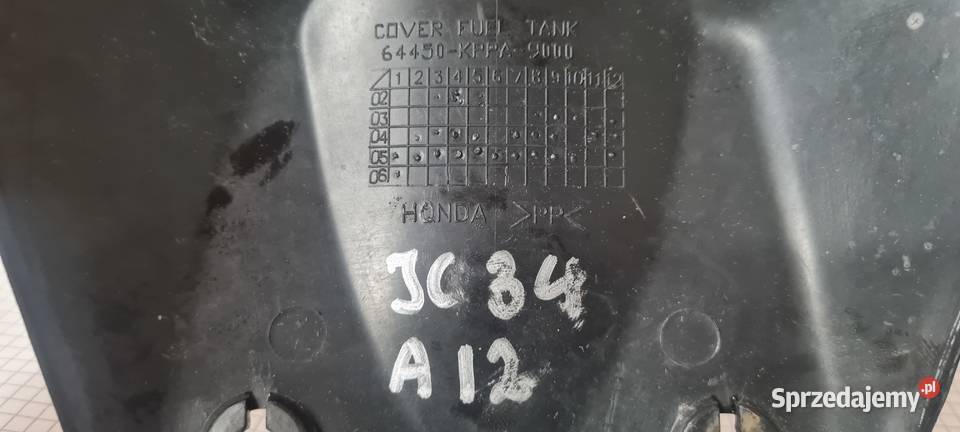 COVER FUEL TANK
64450-KPPA-9000
1 2 3 4 5 6 7 8 9 10 11 12
02
03
04
05
06
HONDA >PP<
JC 34
A12
Sprzedajemy.pl